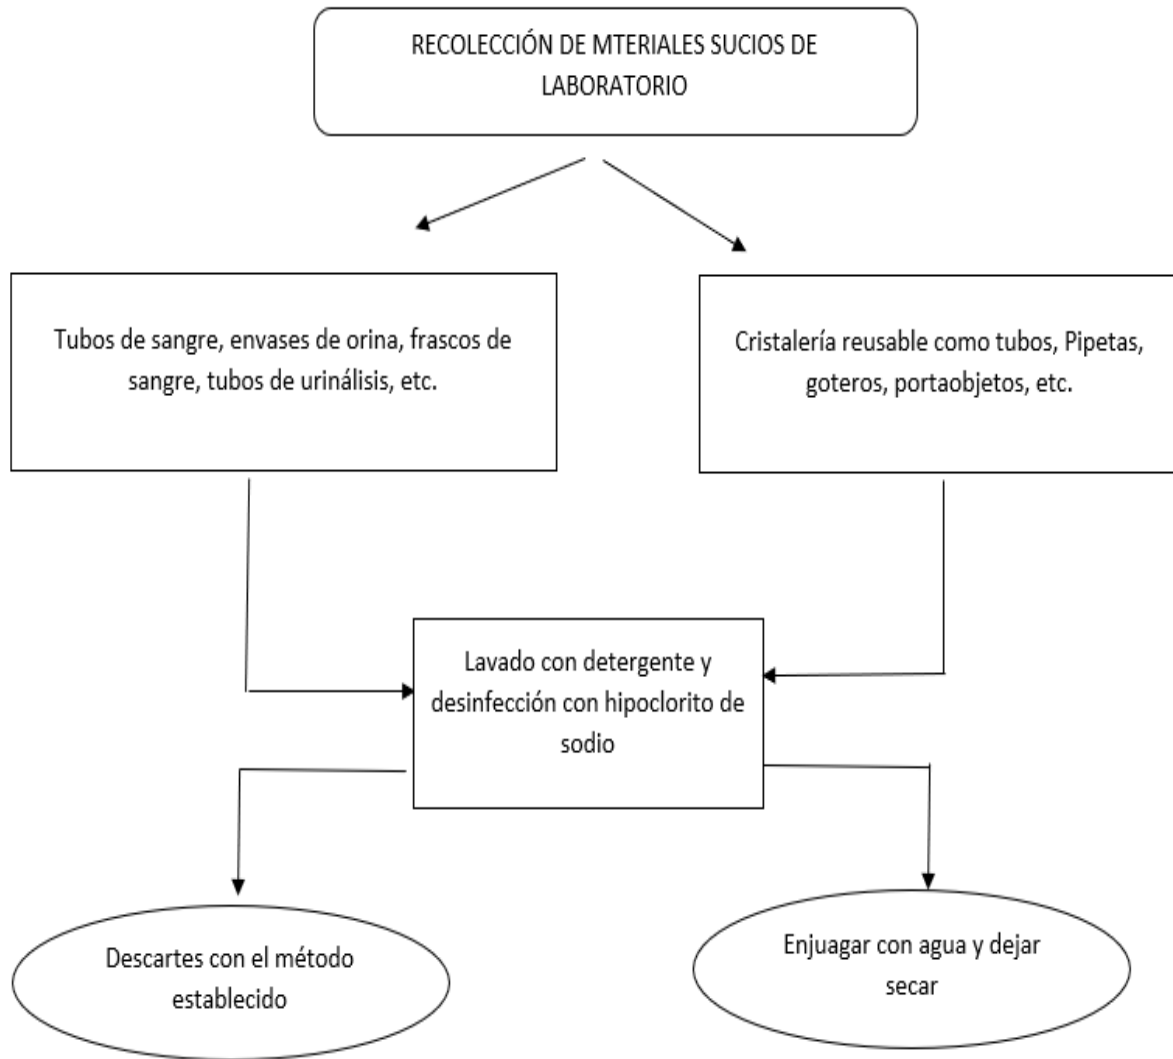 RECOLECCIÓN DE MTERIALES SUCIOS DE
LABORATORIO
Tubos de sangre, envases de orina, frascos de
sangre, tubos de urinálisis, etc.
Cristalería reusable como tubos, Pipetas,
goteros, portaobjetos, etc.
Lavado con detergente y
desinfección con hipoclorito de
sodio
Descartes con el método
establecido
Enjuagar con agua y dejar
secar